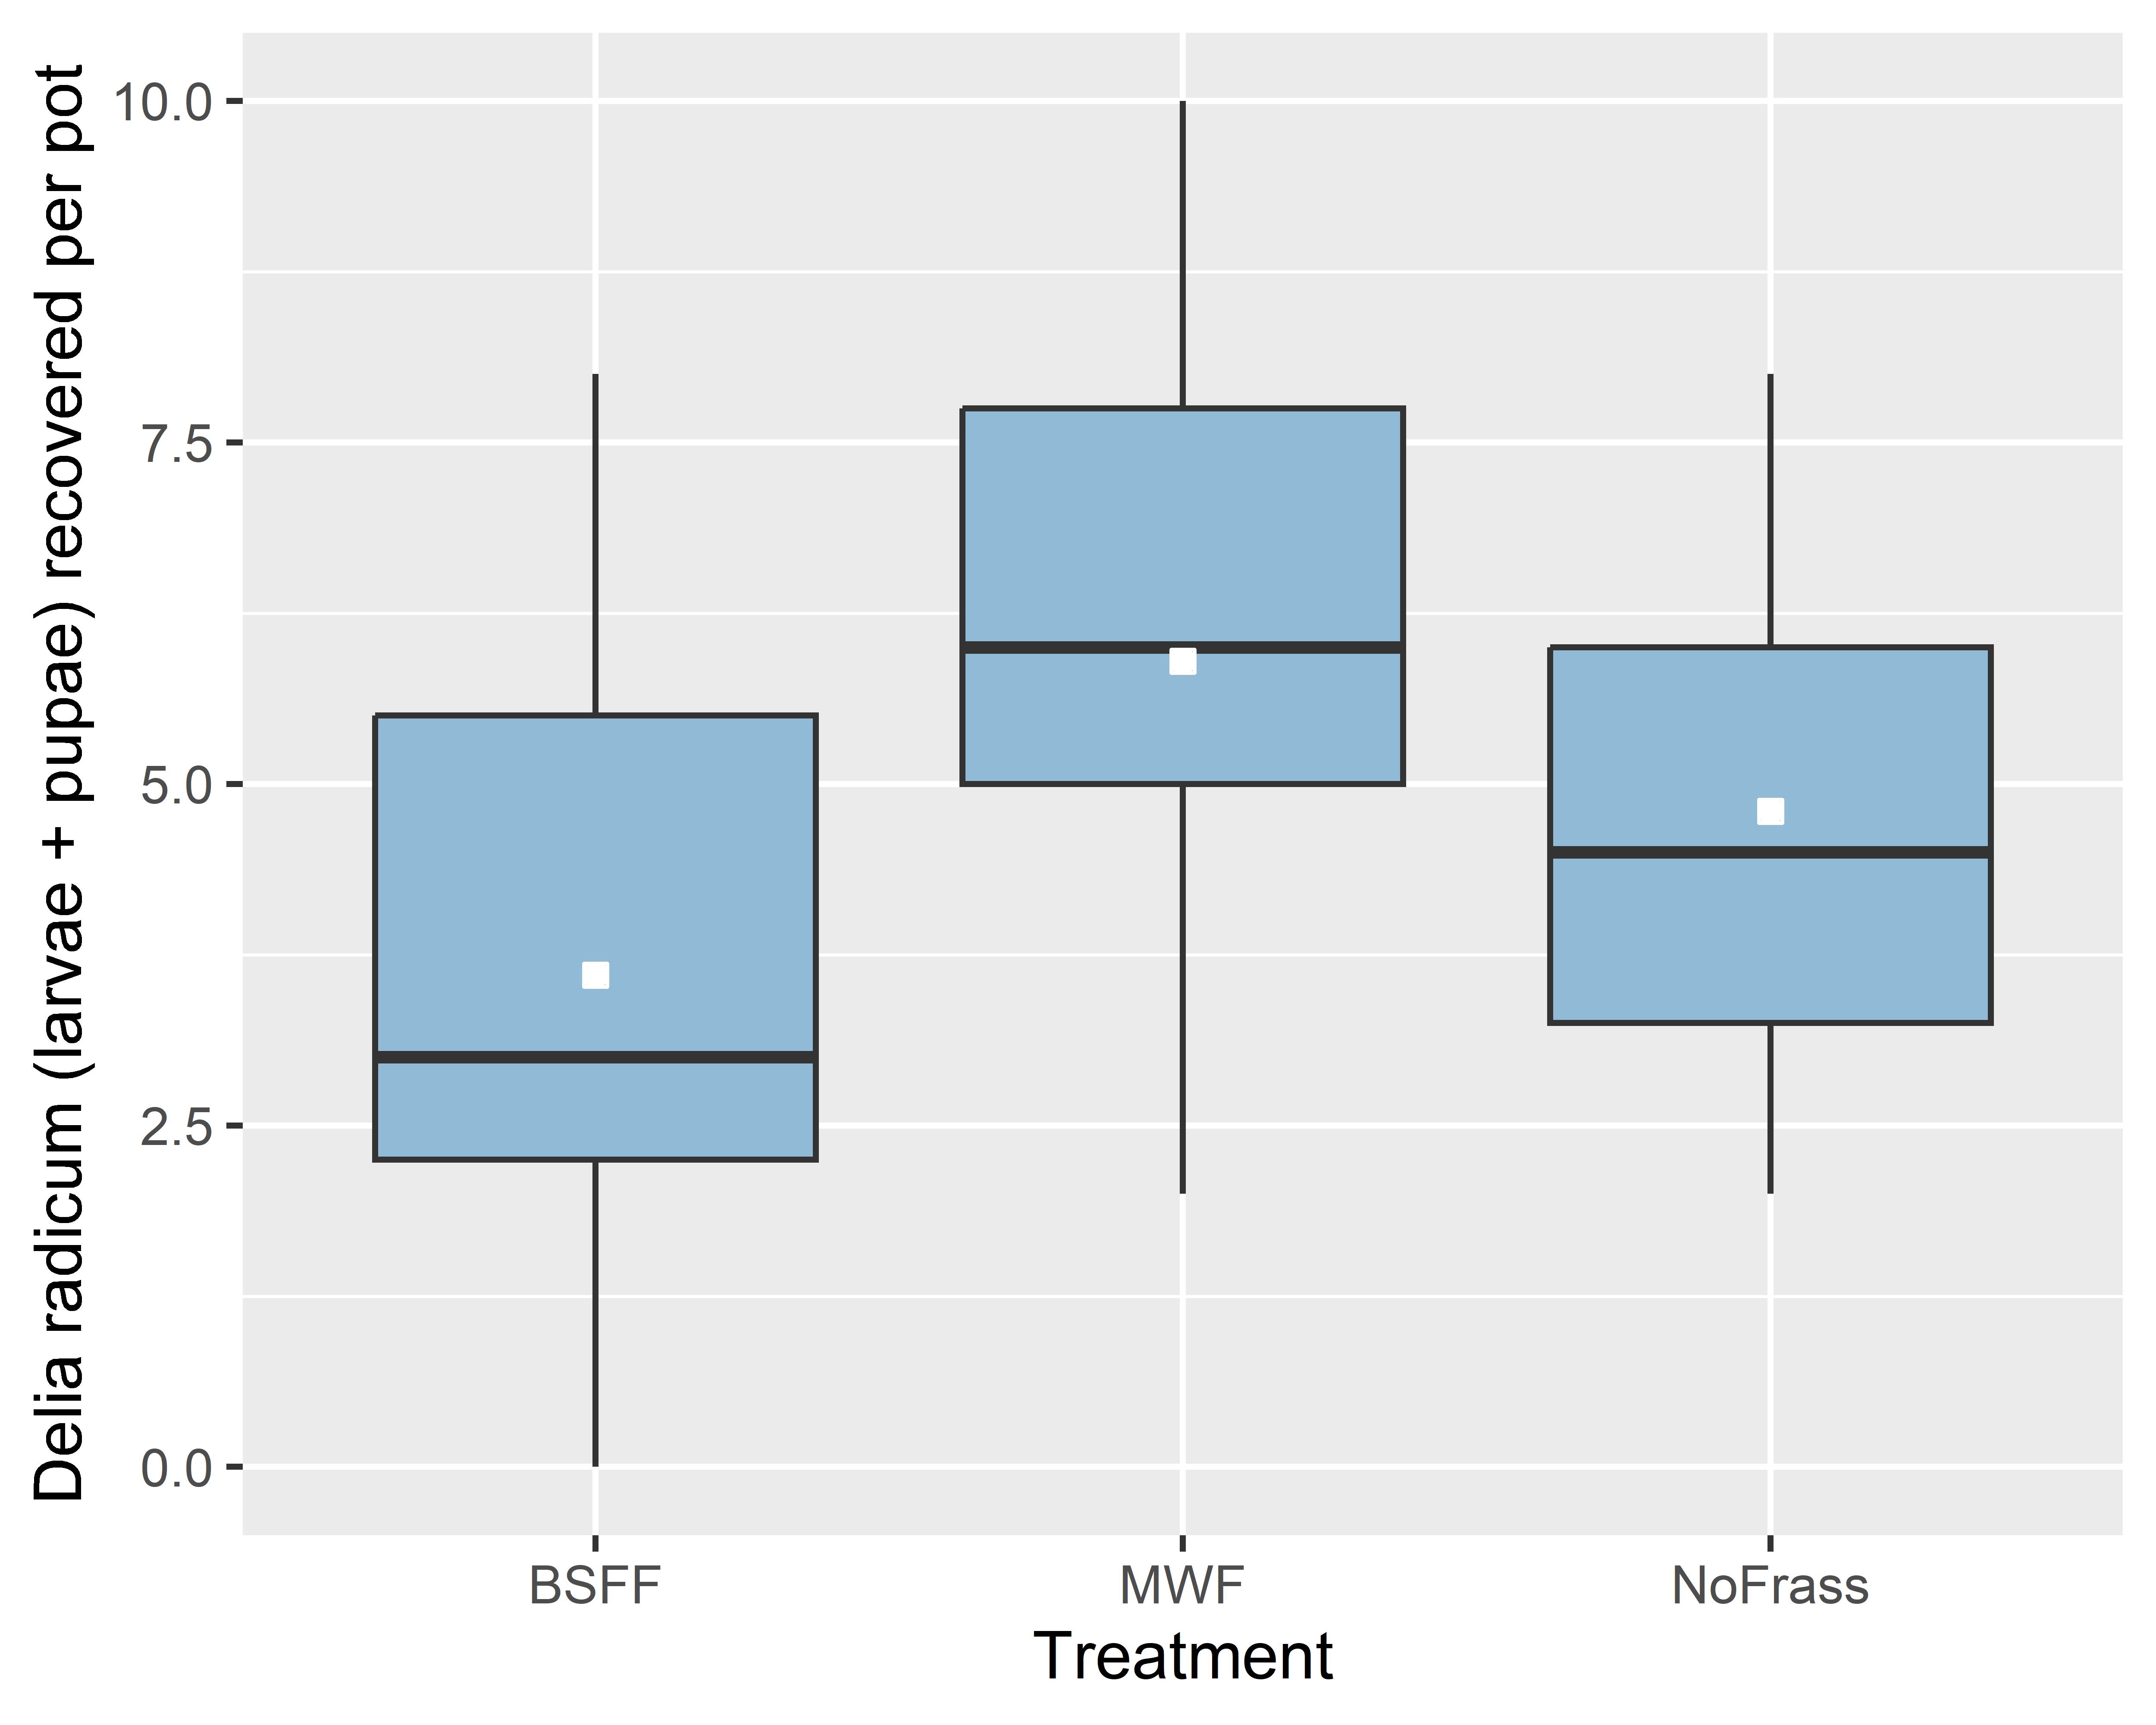 Delia radicum (larvae + pupae) recovered per pot
10.0
7.5
5.0
2.5
0.0
BSFF
MWF
NoFrass
Treatment